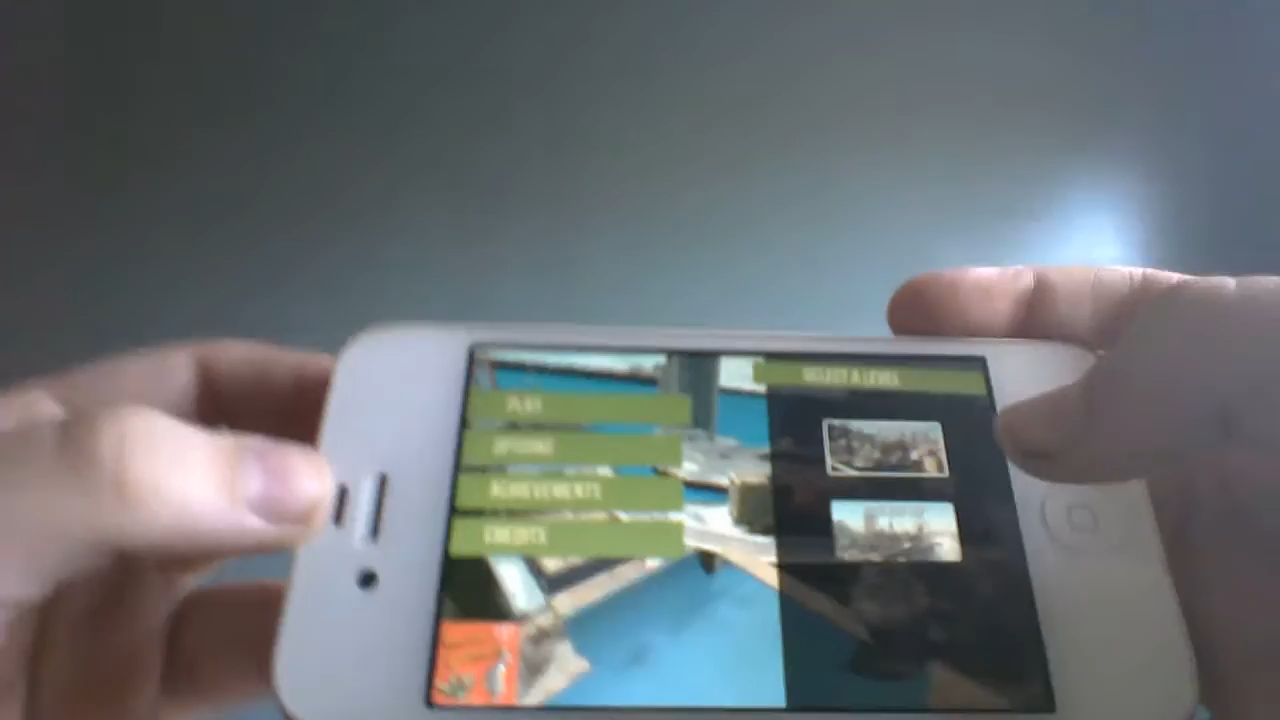 PLAY
OPTIONS
ACHIEVEMENTS
CREDITS
SELECT A LEVEL